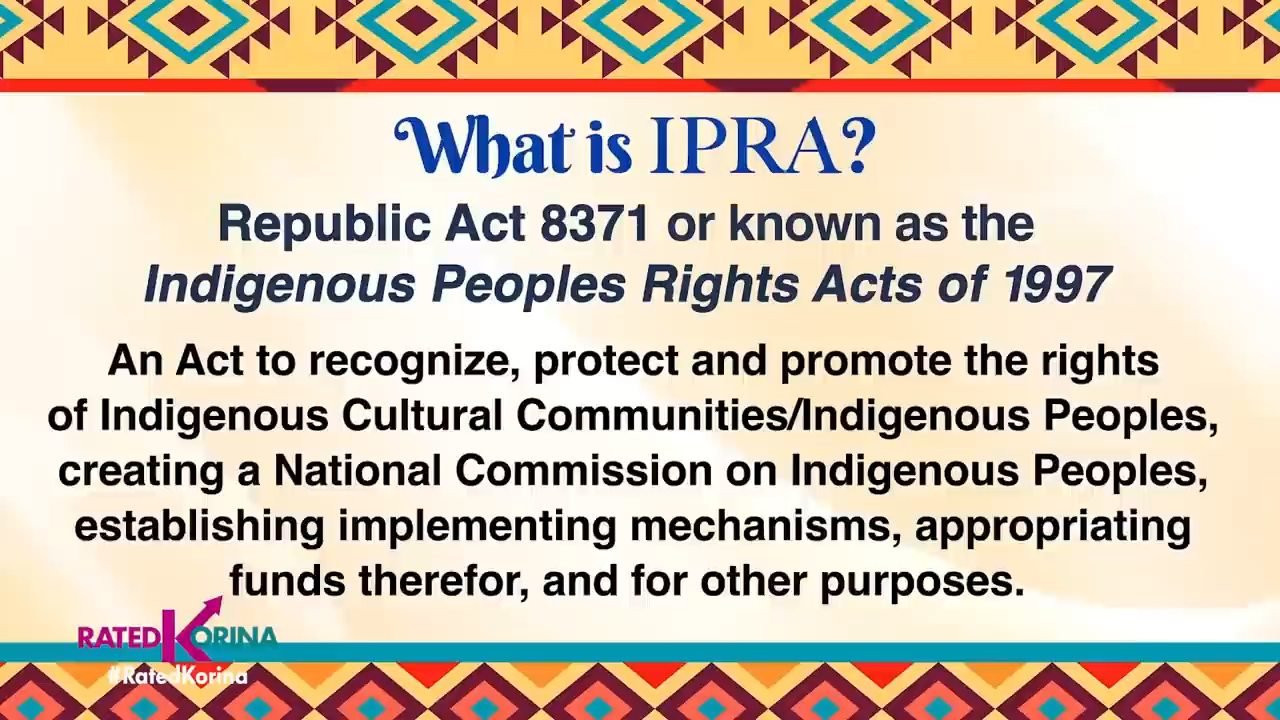 What is IPRA?
Republic Act 8371 or known as the
Indigenous Peoples Rights Acts of 1997
An Act to recognize, protect and promote the rights
of Indigenous Cultural Communities/Indigenous Peoples,
creating a National Commission on Indigenous Peoples,
establishing implementing mechanisms, appropriating
funds therefor, and for other purposes.
RATED KORINA
#RatedKorina